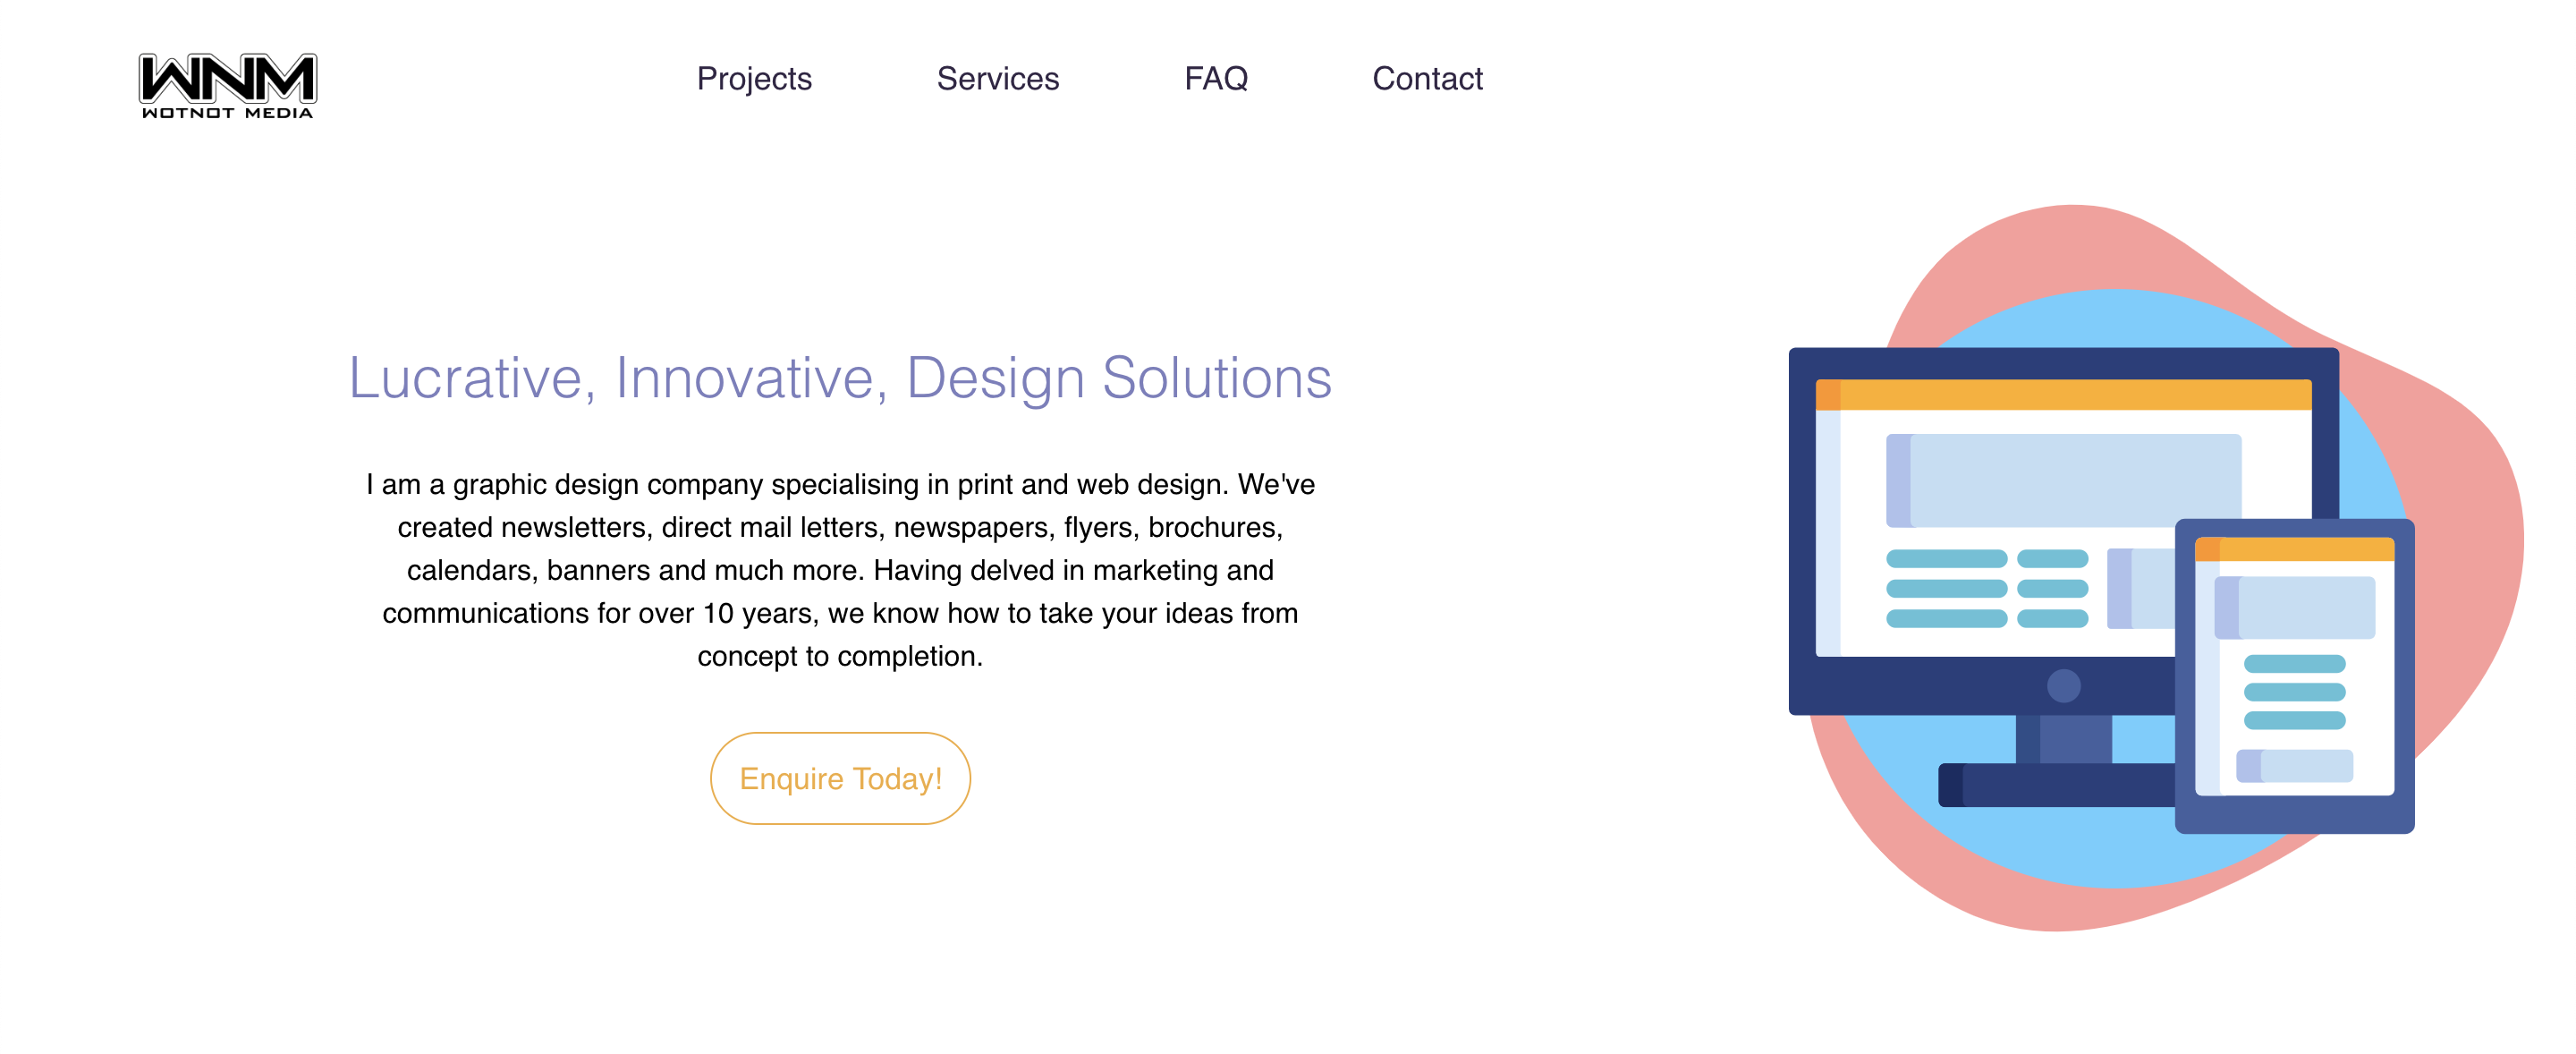 WNM
WOTNOT MEDIA
Projects Services FAQ Contact
Lucrative, Innovative, Design Solutions
I am a graphic design company specialising in print and web design. We've
created newsletters, direct mail letters, newspapers, flyers, brochures,
calendars, banners and much more. Having delved in marketing and
communications for over 10 years, we know how to take your ideas from
concept to completion.
Enquire Today!